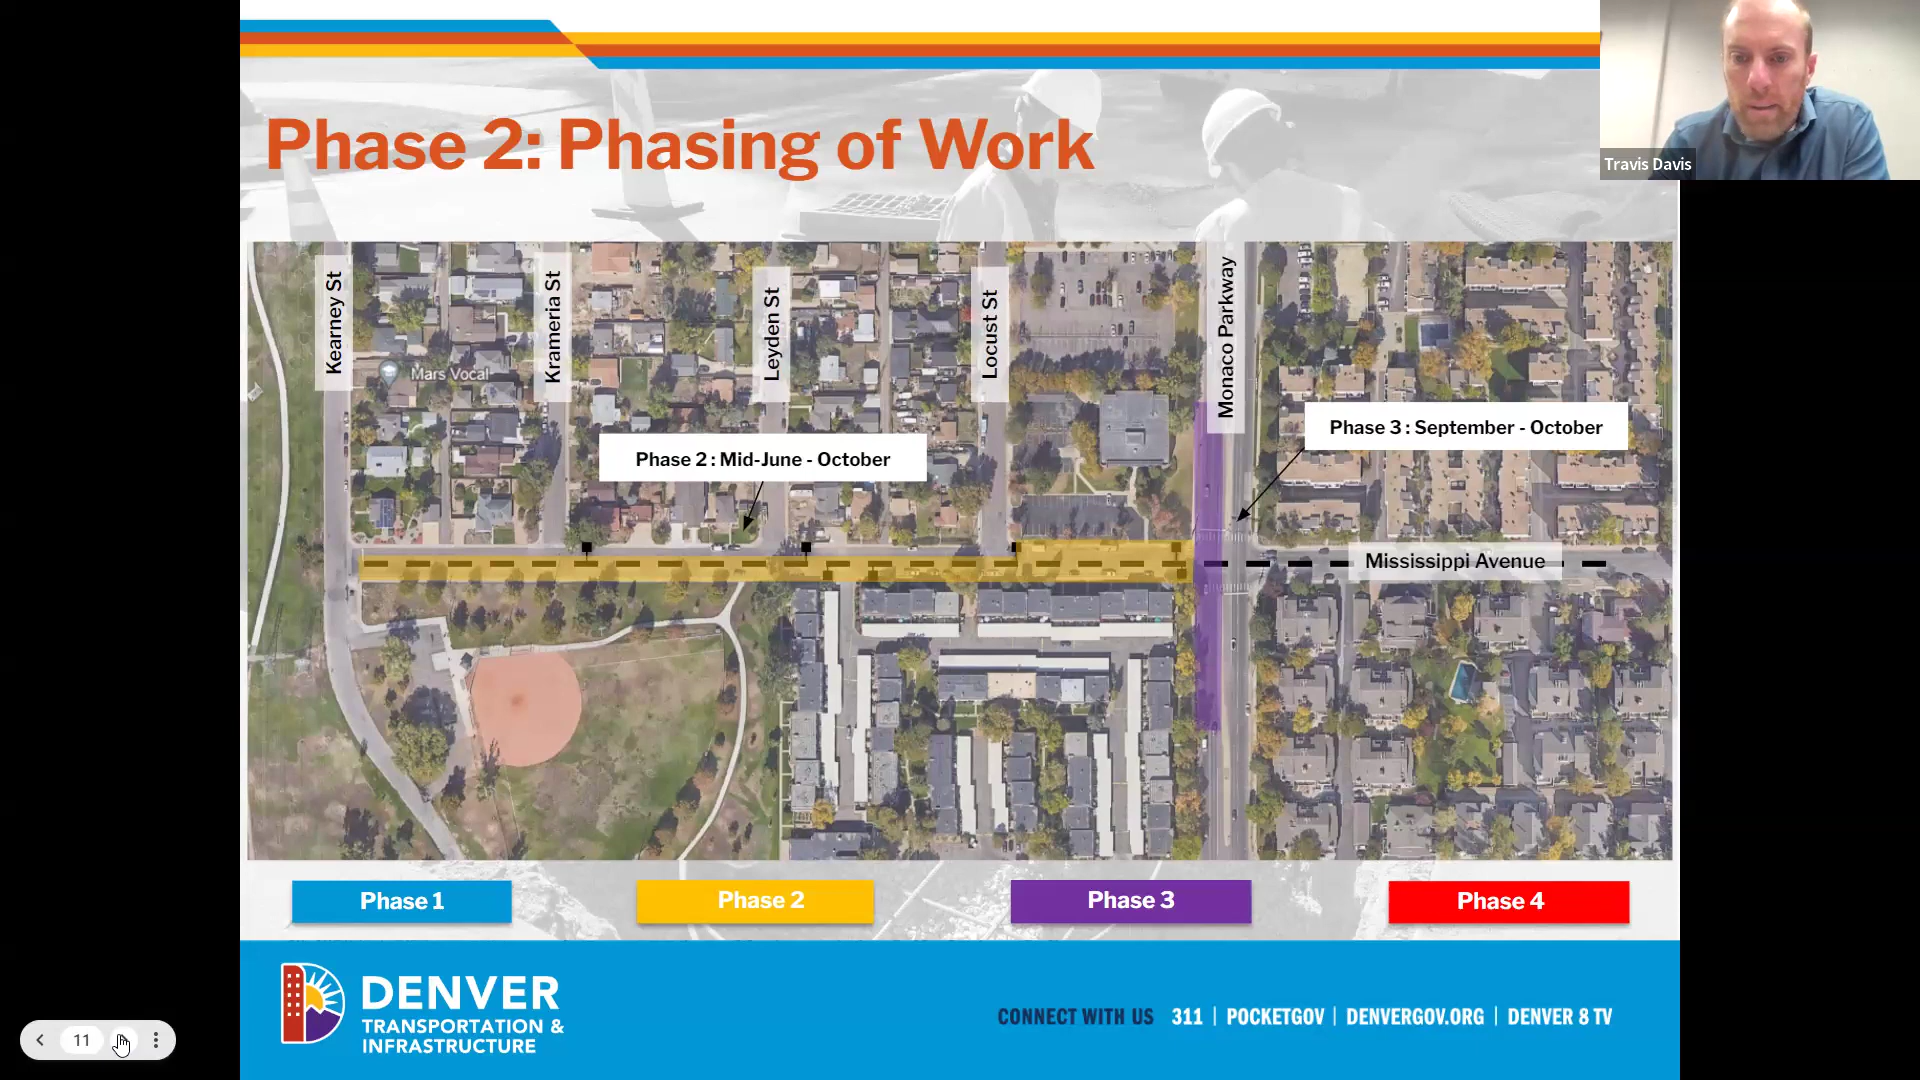 Phase 2: Phasing of Work
Travis Davis
Kearney St
Krameria St
Leyden St
Locust St
Monaco Parkway
Mars Vocal
Phase 3 : September - October
Phase 2 : Mid-June - October
Mississippi Avenue
Phase 1
Phase 2
Phase 3
Phase 4
DENVER
TRANSPORTATION &
INFRASTRUCTURE
CONNECT WITH US 311 | POCKETGOV | DENVERGOV.ORG | DENVER 8 TV
11